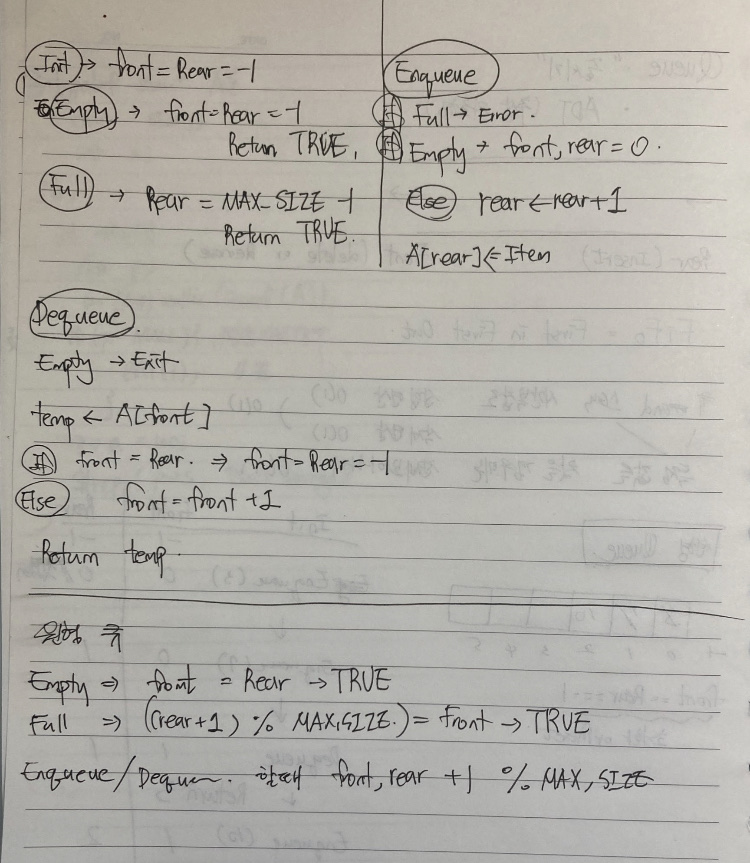 Init → front = Rear = -1
Empty → front = Rear = -1
Return TRUE.
Full → Rear = MAX_SIZE -1
Return TRUE.
Enqueue
If Full → Error.
If Empty → front, rear = 0.
Else rear ← rear + 1
A[rear] ⇐ Item
Dequeue.
Empty → Exit
temp ← A[front]
If front = Rear. ⇒ front = Rear = -1
Else front = front + 1
Return temp.
원형 큐
Empty ⇒ front = Rear → TRUE
Full ⇒ ((rear+1) % MAX_SIZE.) = front → TRUE
Enqueue / Dequeue. 할때 front, rear +1 % MAX_SIZE